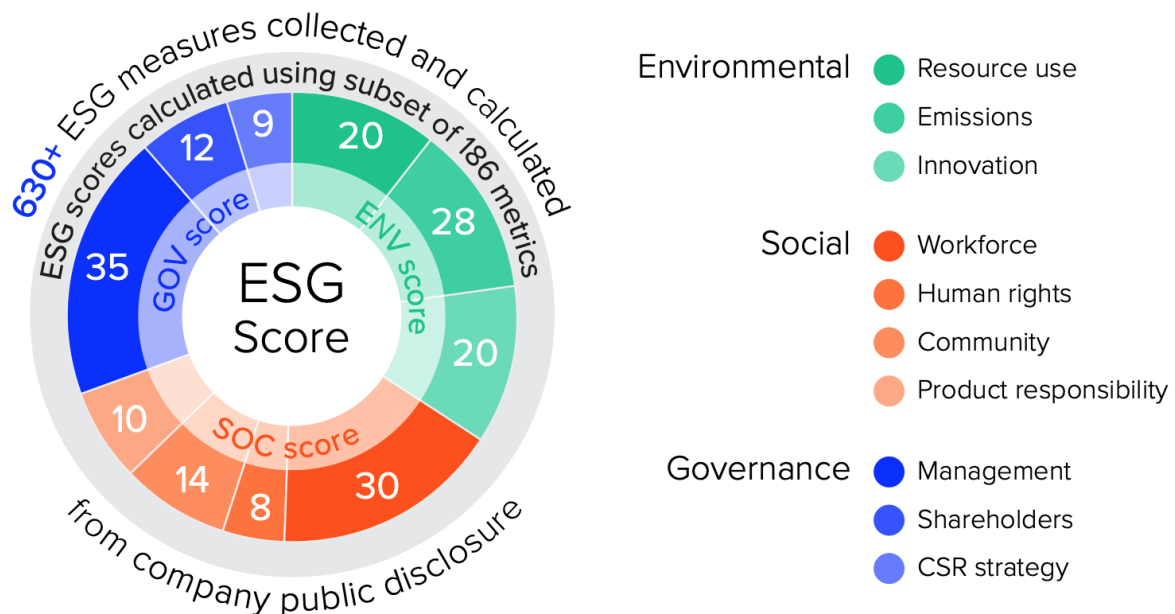 630+ ESG measures collected and calculated
ESG scores calculated using subset of 186 metrics
from company public disclosure
ESG
Score
GOV score
ENV score
SOC score
20
28
20
30
8
14
10
35
12
9
Environmental
Resource use
Emissions
Innovation
Social
Workforce
Human rights
Community
Product responsibility
Governance
Management
Shareholders
CSR strategy